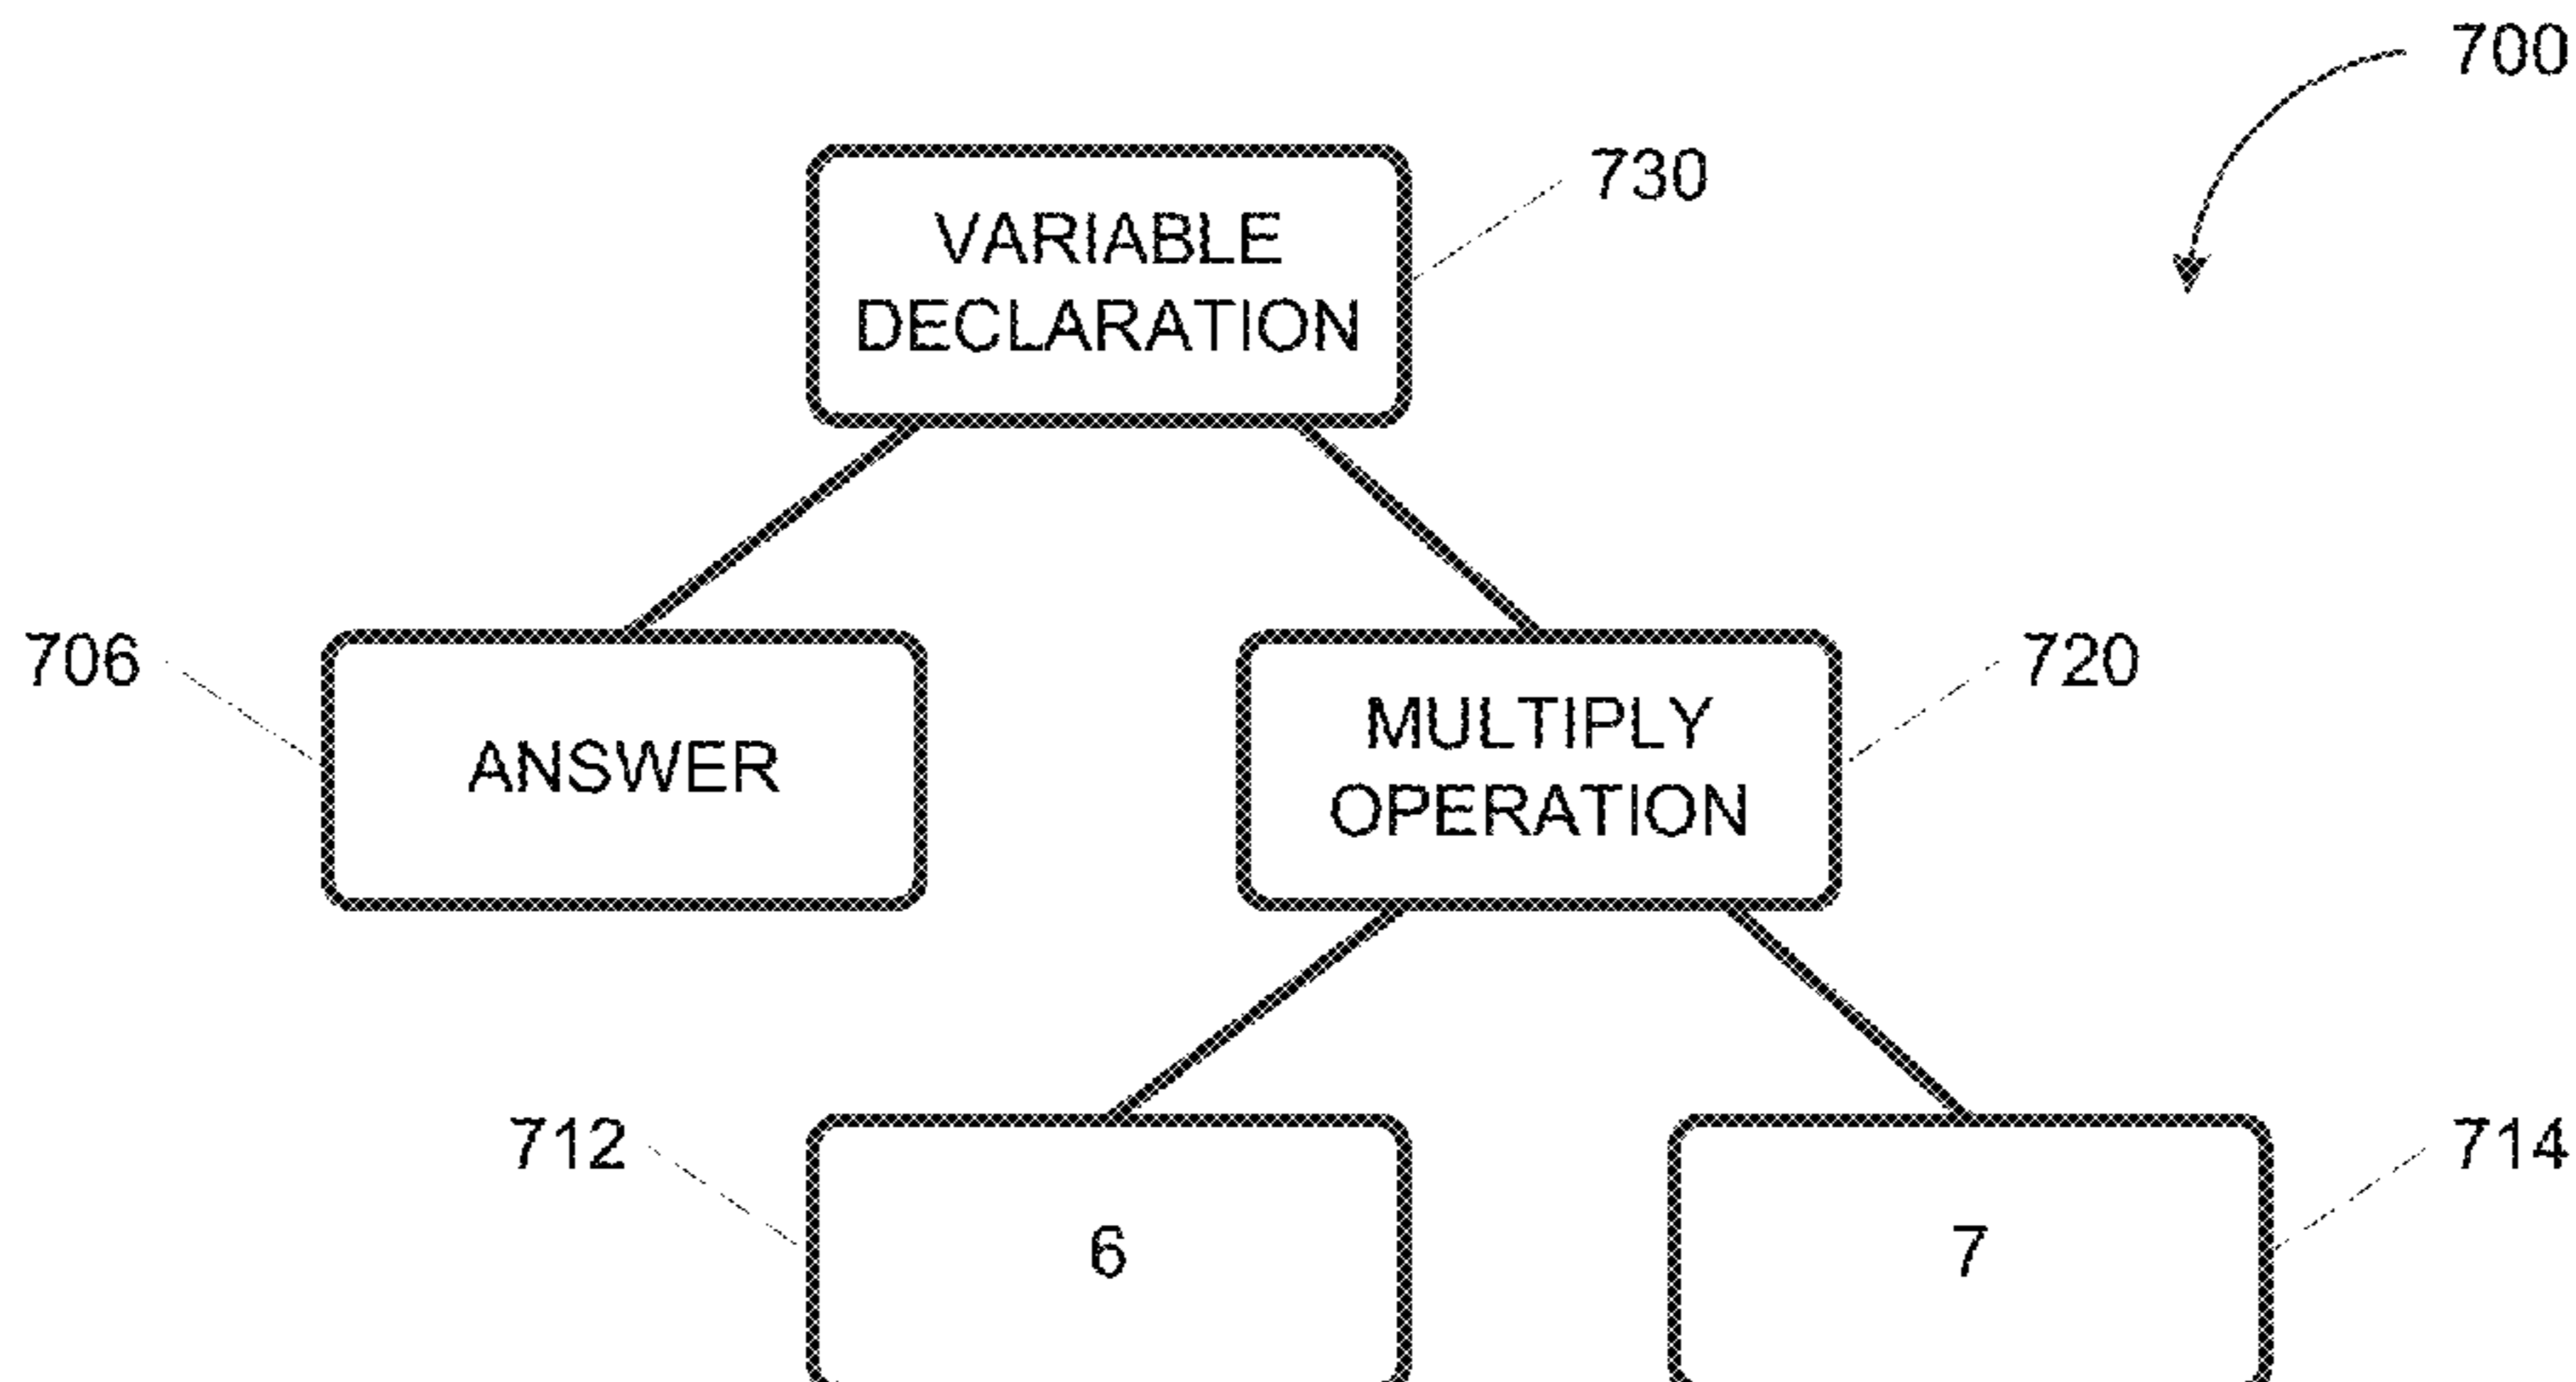 700
730
VARIABLE
DECLARATION
706
ANSWER
720
MULTIPLY
OPERATION
712
6
7
714